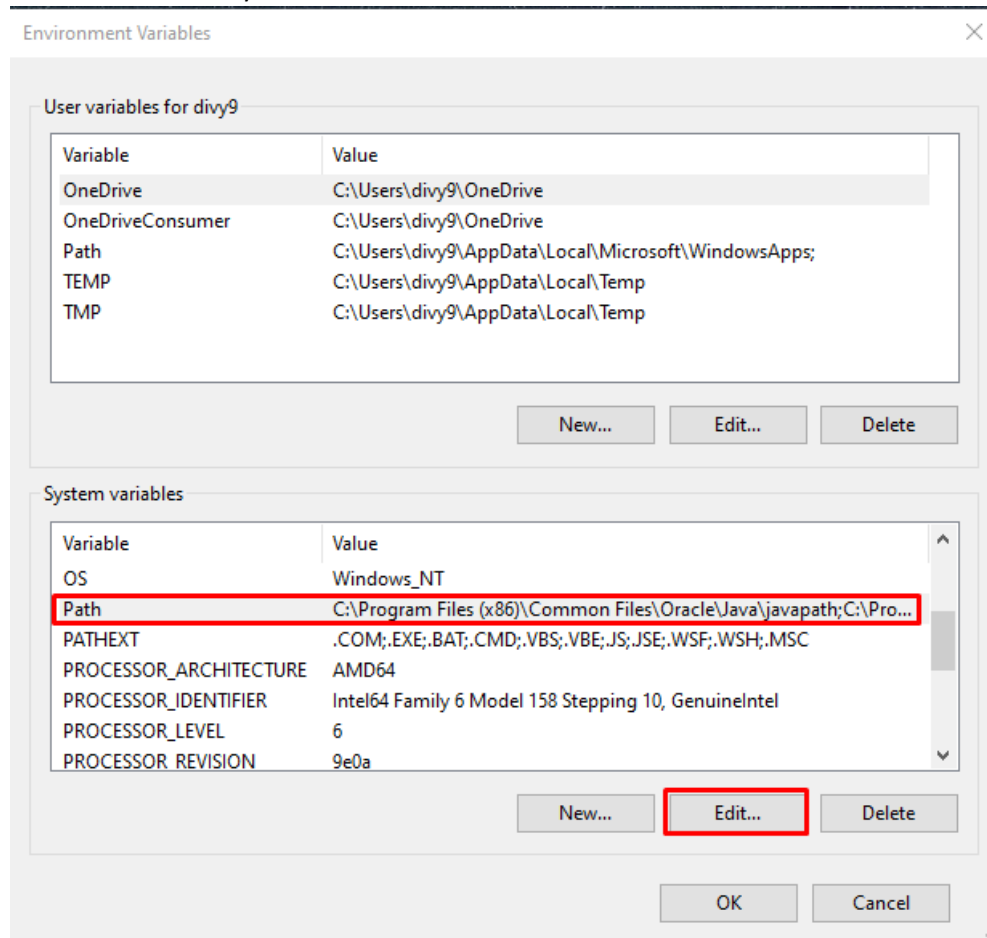 Environment Variables
User variables for divy9
Variable Value
OneDrive C:\Users\divy9\OneDrive
OneDriveConsumer C:\Users\divy9\OneDrive
Path C:\Users\divy9\AppData\Local\Microsoft\WindowsApps;
TEMP C:\Users\divy9\AppData\Local\Temp
TMP C:\Users\divy9\AppData\Local\Temp
New... Edit... Delete
System variables
Variable Value
OS Windows_NT
Path C:\Program Files (x86)\Common Files\Oracle\Java\javapath;C:\Pro...
PATHEXT .COM;.EXE;.BAT;.CMD;.VBS;.VBE;.JS;.JSE;.WSF;.WSH;.MSC
PROCESSOR_ARCHITECTURE AMD64
PROCESSOR_IDENTIFIER Intel64 Family 6 Model 158 Stepping 10, GenuineIntel
PROCESSOR_LEVEL 6
PROCESSOR_REVISION 9e0a
New... Edit... Delete
OK Cancel